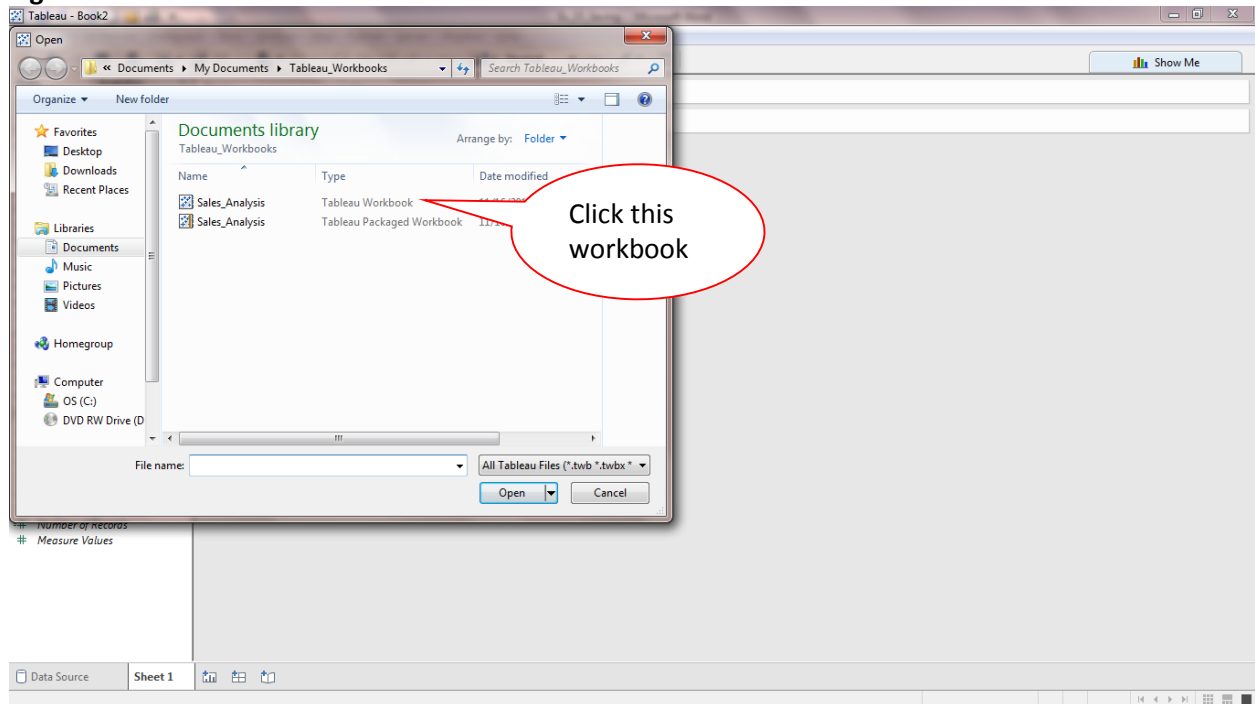 Tableau - Book2
Open
« Documents ▸ My Documents ▸ Tableau_Workbooks
Search Tableau_Workbooks
Show Me
Organize
New folder
Favorites
Desktop
Downloads
Recent Places
Libraries
Documents
Music
Pictures
Videos
Homegroup
Computer
OS (C:)
DVD RW Drive (D
Documents library
Tableau_Workbooks
Arrange by: Folder
Name Type Date modified
Sales_Analysis Tableau Workbook
Sales_Analysis Tableau Packaged Workbook
Click this
workbook
File name:
All Tableau Files (*.twb *.twbx *
Open
Cancel
Number of Records
Measure Values
Data Source
Sheet 1